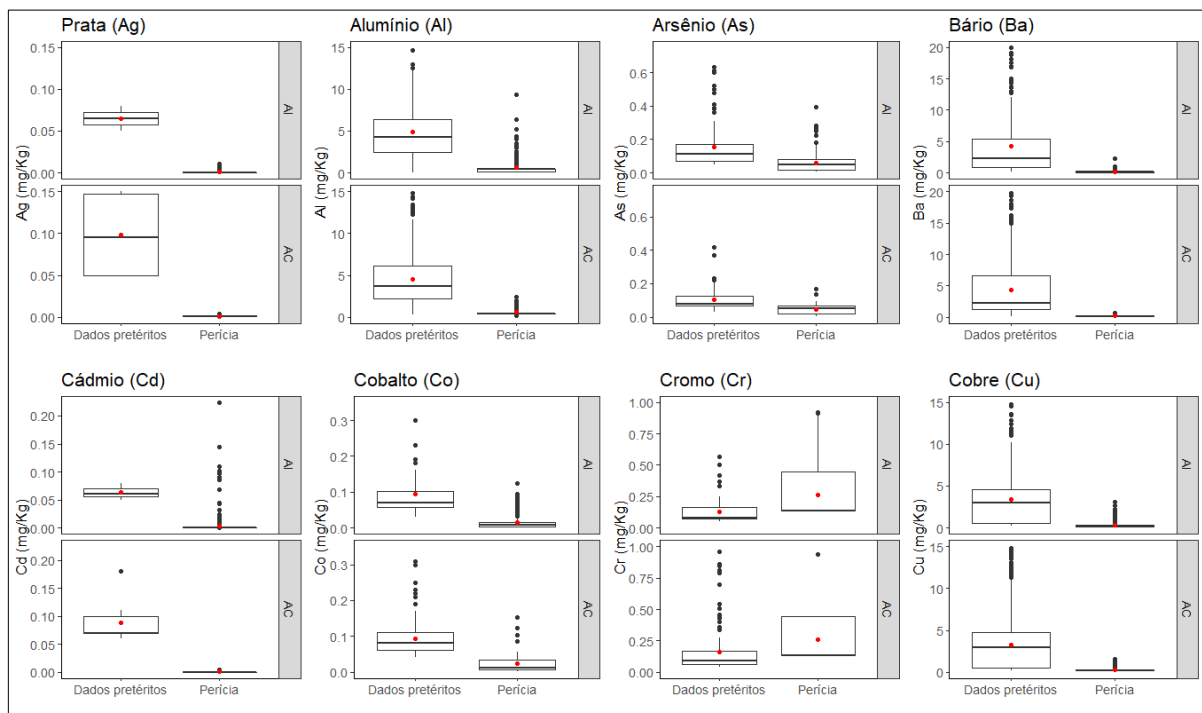 Prata (Ag)
Alumínio (Al)
Arsênio (As)
Bário (Ba)
Ag (mg/Kg)
0.15
0.10
0.05
0.00
AI
0.15
0.10
0.05
0.00
AC
Dados pretéritos Perícia
Al (mg/Kg)
15
10
5
0
AI
15
10
5
0
AC
Dados pretéritos Perícia
As (mg/Kg)
0.6
0.4
0.2
0.0
AI
0.6
0.4
0.2
0.0
AC
Dados pretéritos Perícia
Ba (mg/Kg)
20
15
10
5
0
AI
20
15
10
5
0
AC
Dados pretéritos Perícia
Cádmio (Cd)
Cobalto (Co)
Cromo (Cr)
Cobre (Cu)
Cd (mg/Kg)
0.20
0.15
0.10
0.05
0.00
AI
0.20
0.15
0.10
0.05
0.00
AC
Dados pretéritos Perícia
Co (mg/Kg)
0.3
0.2
0.1
0.0
AI
0.3
0.2
0.1
0.0
AC
Dados pretéritos Perícia
Cr (mg/Kg)
1.00
0.75
0.50
0.25
0.00
AI
1.00
0.75
0.50
0.25
0.00
AC
Dados pretéritos Perícia
Cu (mg/Kg)
15
10
5
0
AI
15
10
5
0
AC
Dados pretéritos Perícia